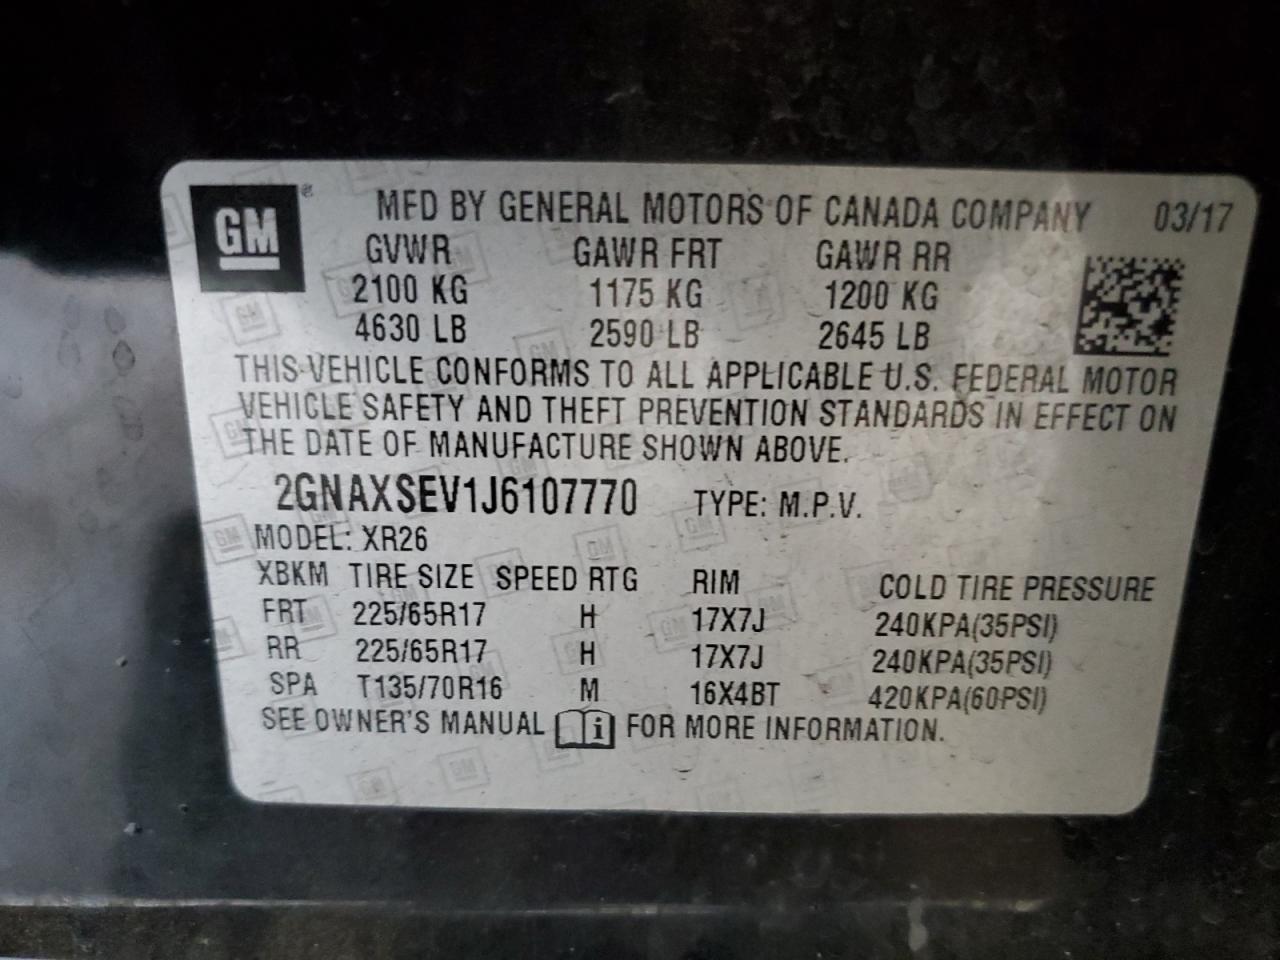 GM®
MFD BY GENERAL MOTORS OF CANADA COMPANY 03/17
GVWR GAWR FRT GAWR RR
2100 KG 1175 KG 1200 KG
4630 LB 2590 LB 2645 LB
THIS VEHICLE CONFORMS TO ALL APPLICABLE U.S. FEDERAL MOTOR
VEHICLE SAFETY AND THEFT PREVENTION STANDARDS IN EFFECT ON
THE DATE OF MANUFACTURE SHOWN ABOVE.
2GNAXSEV1J6107770 TYPE: M.P.V.
MODEL: XR26
XBKM TIRE SIZE SPEED RTG RIM COLD TIRE PRESSURE
FRT 225/65R17 H 17X7J 240KPA(35PSI)
RR 225/65R17 H 17X7J 240KPA(35PSI)
SPA T135/70R16 M 16X4BT 420KPA(60PSI)
SEE OWNER'S MANUAL i FOR MORE INFORMATION.